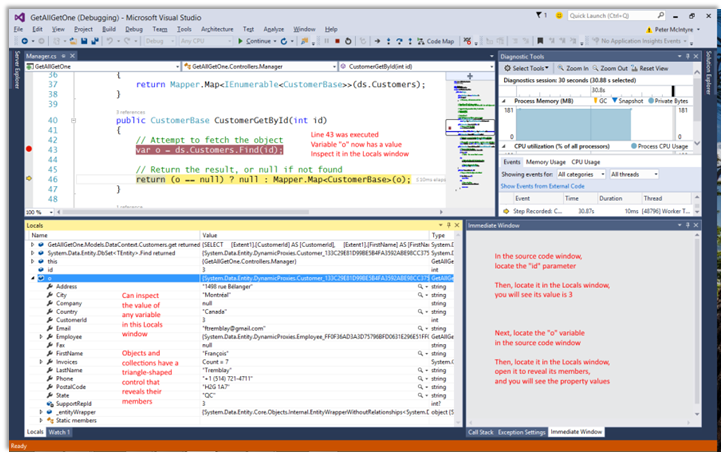 GetAllGetOne (Debugging) - Microsoft Visual Studio
1
Quick Launch (Ctrl+Q)
File Edit View Project Build Debug Team Tools Architecture Test Analyze Window Help
Peter McIntyre
Debug Any CPU Continue Code Map No Application Insights Events
Server Explorer
Solution Explorer
Manager.cs
GetAllGetOne GetAllGetOne.Controllers.Manager CustomerGetById(int id)
36 {
37 return Mapper.Map<IEnumerable<CustomerBase>>(ds.Customers);
38 }
39
3 references
40 public CustomerBase CustomerGetById(int id)
41 {
42 // Attempt to fetch the object
43 var o = ds.Customers.Find(id);
44
45 // Return the result, or null if not found
46 return (o == null) ? null : Mapper.Map<CustomerBase>(o);
47 }
48
100 %
Line 43 was executed
Variable "o" now has a value
Inspect it in the Locals window
Diagnostic Tools
Select Tools Zoom In Zoom Out Reset View
Diagnostics session: 30 seconds (30.88 s selected)
30.8s
Process Memory (MB) GC Snapshot Private Bytes
181 181
0 0
CPU utilization (% of all processors) Process CPU Usage
Events Memory Usage CPU Usage
Showing events for: All categories All threads
Show Events from External Code
Event Time Duration Thread
Step Recorded: C... 30.87s 10ms [48796] Worker T...
Locals
Name Value Type
GetAllGetOne.Models.DataContext.Customers.get returned {SELECT [Extent1].[CustomerId] AS [CustomerId], [Extent1].[FirstName] AS [FirstNam System.D
System.Data.Entity.DbSet<TEntity>.Find returned {System.Data.Entity.DynamicProxies.Customer_133C29E81D99BE5B4FA3592ABE98CC375 System.D
this {GetAllGetOne.Controllers.Manager} GetAllGe
id 3 int
o {System.Data.Entity.DynamicProxies.Customer_133C29E81D99BE5B4FA3592ABE98CC375 GetAllGe
Address "1498 rue Bélanger" string
City "Montréal" string
Company null string
Country "Canada" string
CustomerId 3 int
Email "ftremblay@gmail.com" string
Employee {System.Data.Entity.DynamicProxies.Employee_FF0F36AD3A3D75796BFD0631E296E51FF GetAllGe
Fax null string
FirstName "François" string
Invoices Count = 7 System.C
LastName "Tremblay" string
Phone "+1 (514) 721-4711" string
PostalCode "H2G 1A7" string
State "QC" string
SupportRepId 3 int?
_entityWrapper {System.Data.Entity.Core.Objects.Internal.EntityWrapperWithoutRelationships<System.D object {S
Static members
Can inspect
the value of
any variable
in this Locals
window
Objects and
collections have a
triangle-shaped
control that
reveals their
members
Locals Watch 1
Immediate Window
In the source code window,
locate the "id" parameter
Then, locate it in the Locals window,
you will see its value is 3
Next, locate the "o" variable
in the source code window
Then, locate it in the Locals window,
open it to reveal its members,
and you will see the property values
Call Stack Exception Settings Immediate Window
Ready